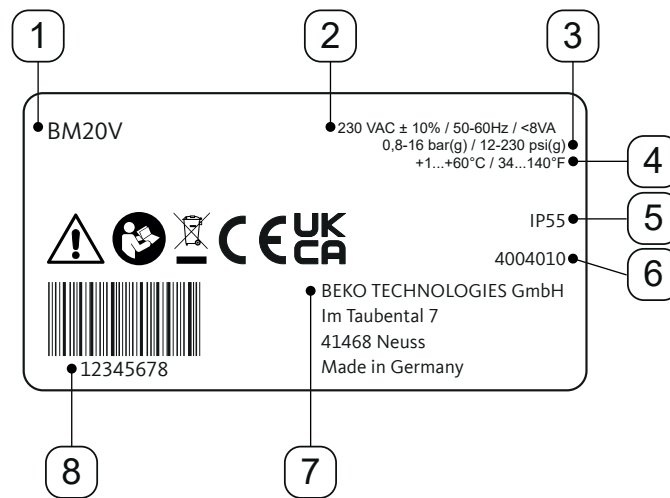 1
2
3
BM20V
230 VAC ± 10% / 50-60Hz / <8VA
0,8-16 bar(g) / 12-230 psi(g)
+1...+60°C / 34...140°F
4
IP55
5
4004010
6
CE UK CA
BEKO TECHNOLOGIES GmbH
Im Taubental 7
41468 Neuss
Made in Germany
12345678
8
7